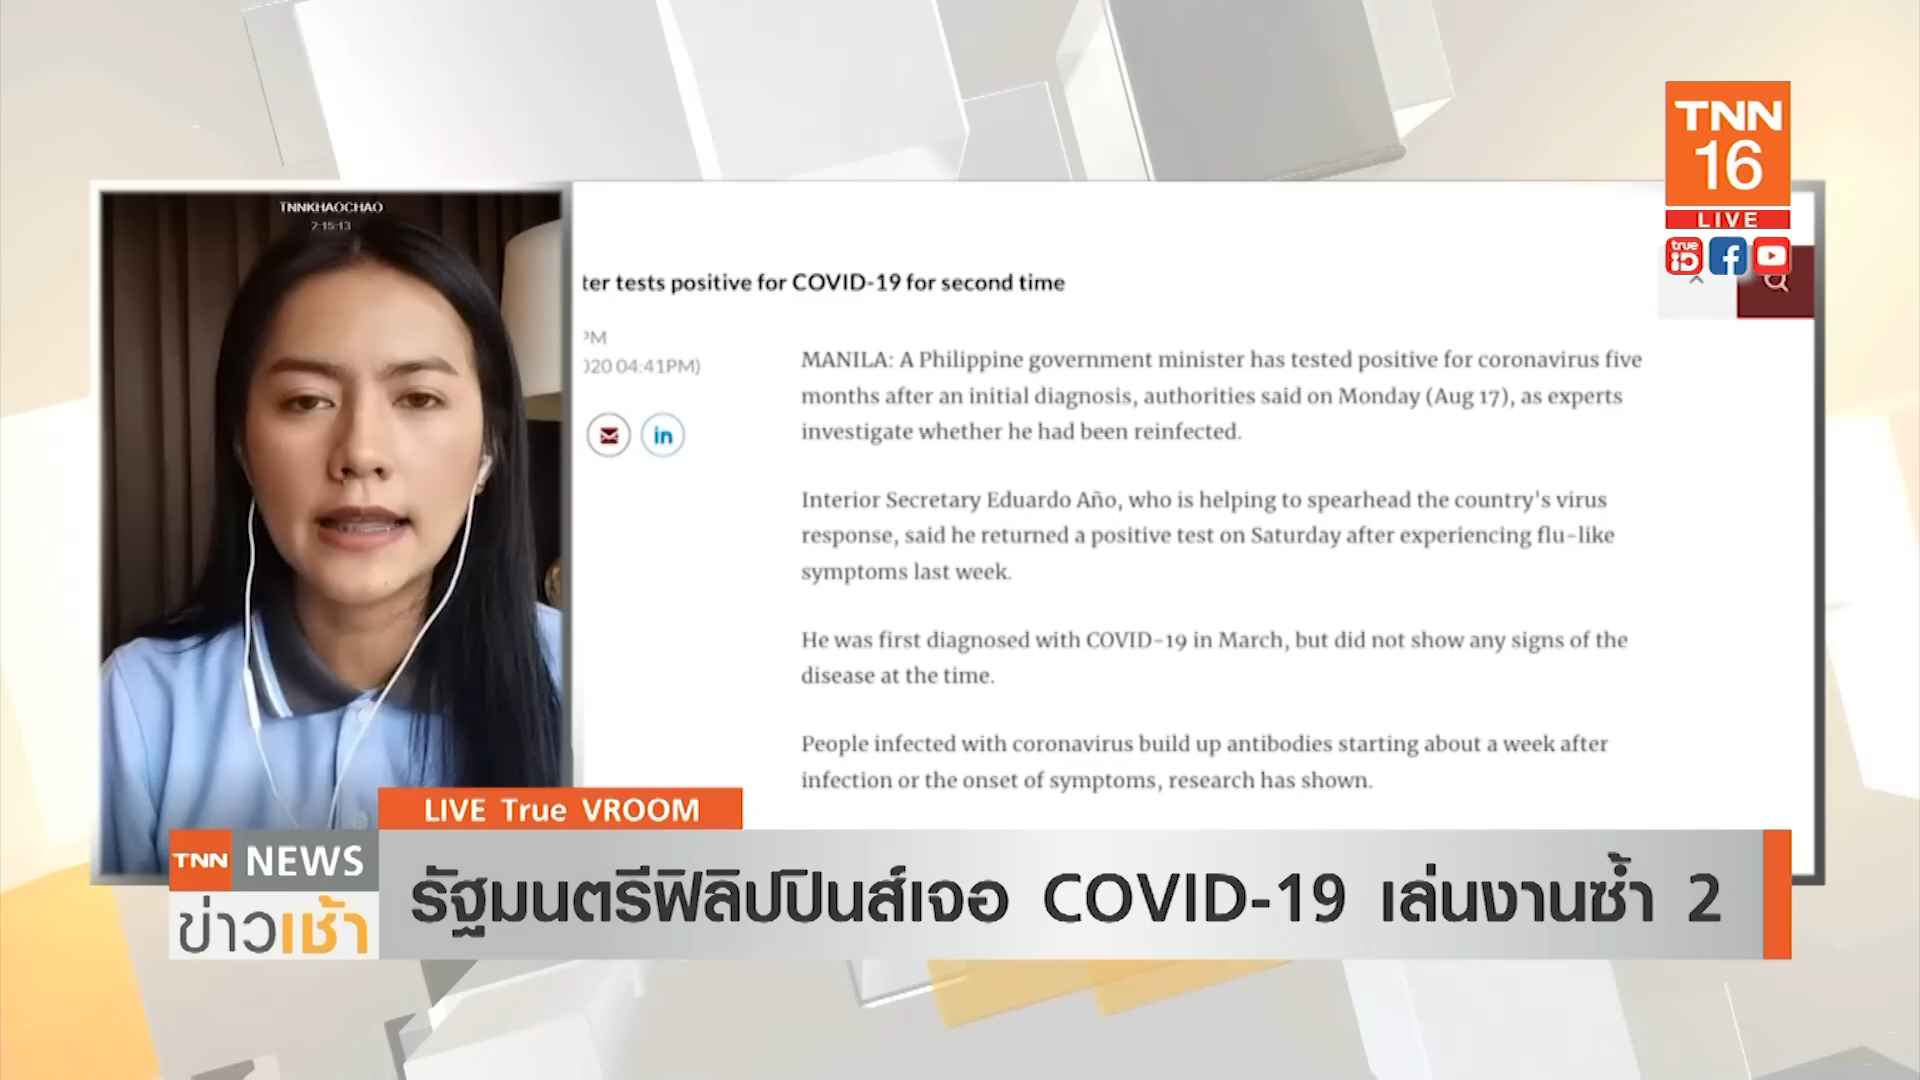 TNN
16
LIVE
true
iD
TNNKHAOCHAO
2:15:13
ter tests positive for COVID-19 for second time
PM
020 04:41PM)
in
MANILA: A Philippine government minister has tested positive for coronavirus five
months after an initial diagnosis, authorities said on Monday (Aug 17), as experts
investigate whether he had been reinfected.
Interior Secretary Eduardo Año, who is helping to spearhead the country's virus
response, said he returned a positive test on Saturday after experiencing flu-like
symptoms last week.
He was first diagnosed with COVID-19 in March, but did not show any signs of the
disease at the time.
People infected with coronavirus build up antibodies starting about a week after
infection or the onset of symptoms, research has shown.
LIVE True VROOM
TNN NEWS
ข่าวเช้า
รัฐมนตรีฟิลิปปินส์เจอ COVID-19 เล่นงานซ้ำ 2